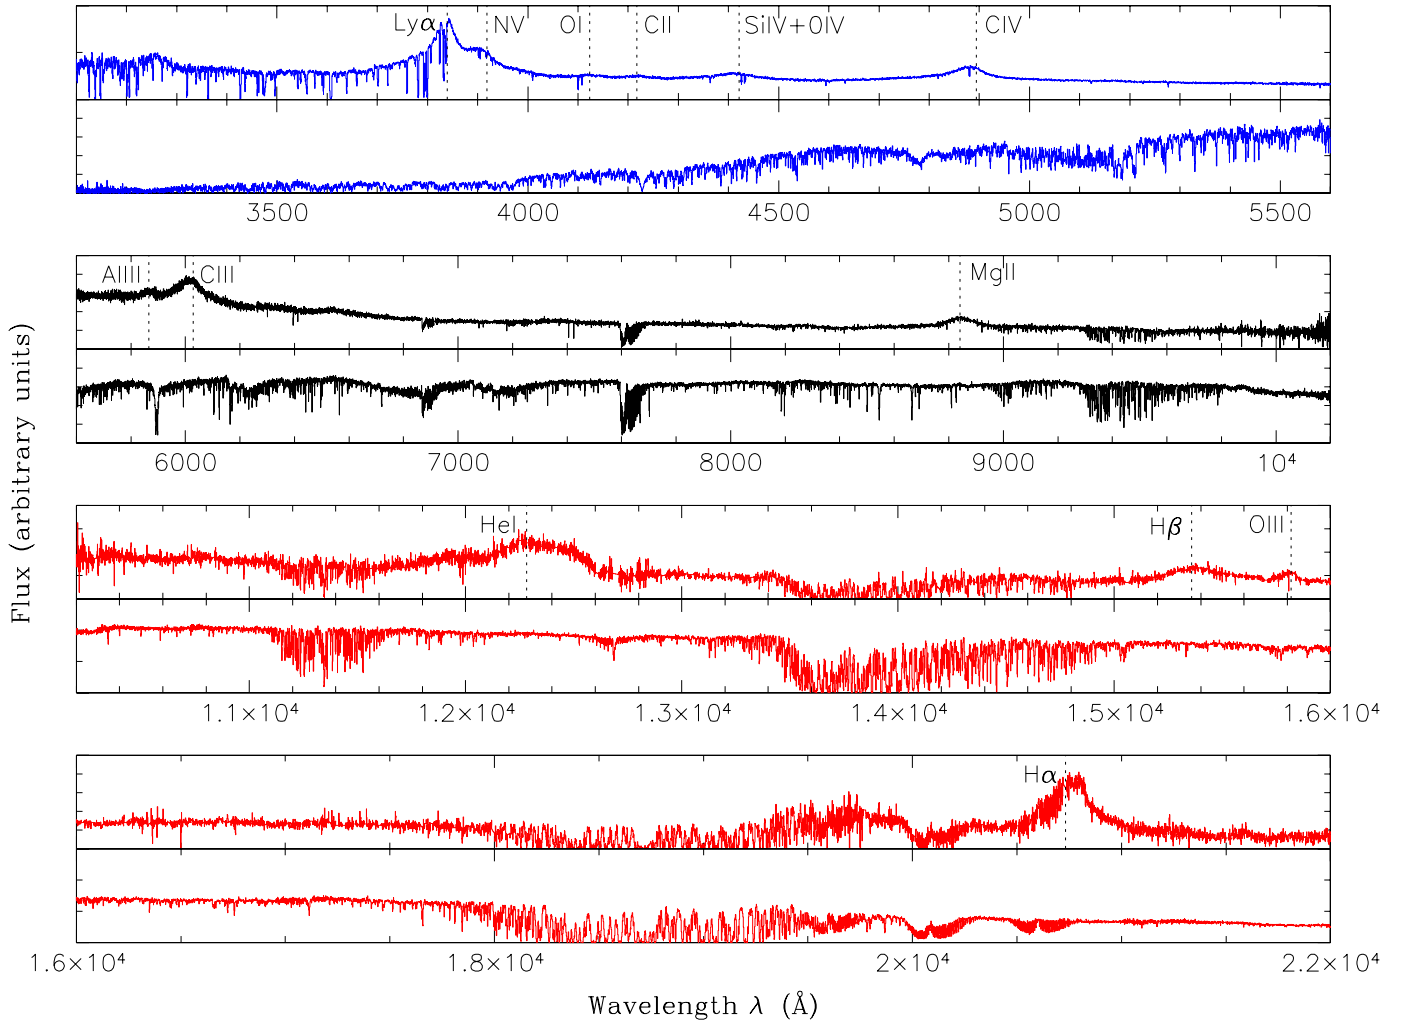 Lyα NV OI CII SiIV+OIV CIV
3500 4000 4500 5000 5500
AlIII CIII MgII
6000 7000 8000 9000 10⁴
Flux (arbitrary units)
HeI Hβ OIII
1.1×10⁴ 1.2×10⁴ 1.3×10⁴ 1.4×10⁴ 1.5×10⁴ 1.6×10⁴
Hα
1.6×10⁴ 1.8×10⁴ 2×10⁴ 2.2×10⁴
Wavelength λ (Å)